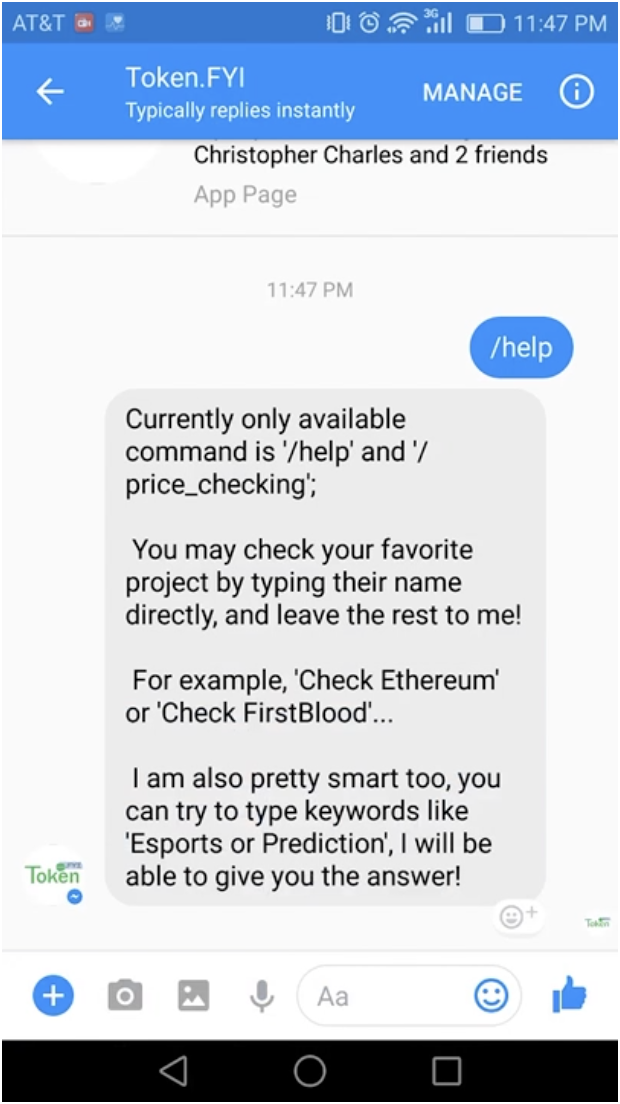 AT&T 3G 11:47 PM
Token.FYI
Typically replies instantly
MANAGE
Christopher Charles and 2 friends
App Page
11:47 PM
/help
Currently only available
command is '/help' and '/
price_checking';
You may check your favorite
project by typing their name
directly, and leave the rest to me!
For example, 'Check Ethereum'
or 'Check FirstBlood'...
I am also pretty smart too, you
can try to type keywords like
'Esports or Prediction', I will be
able to give you the answer!
Token
Token
Aa